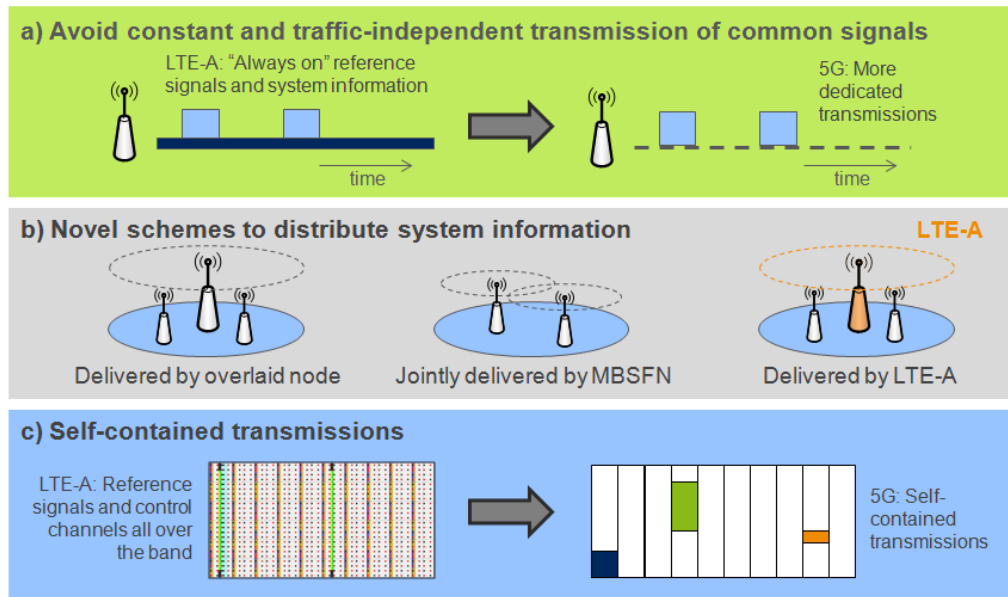 a) Avoid constant and traffic-independent transmission of common signals
LTE-A: “Always on” reference
signals and system information
time
5G: More
dedicated
transmissions
time
b) Novel schemes to distribute system information
LTE-A
Delivered by overlaid node
Jointly delivered by MBSFN
Delivered by LTE-A
c) Self-contained transmissions
LTE-A: Reference
signals and control
channels all over
the band
5G: Self-
contained
transmissions